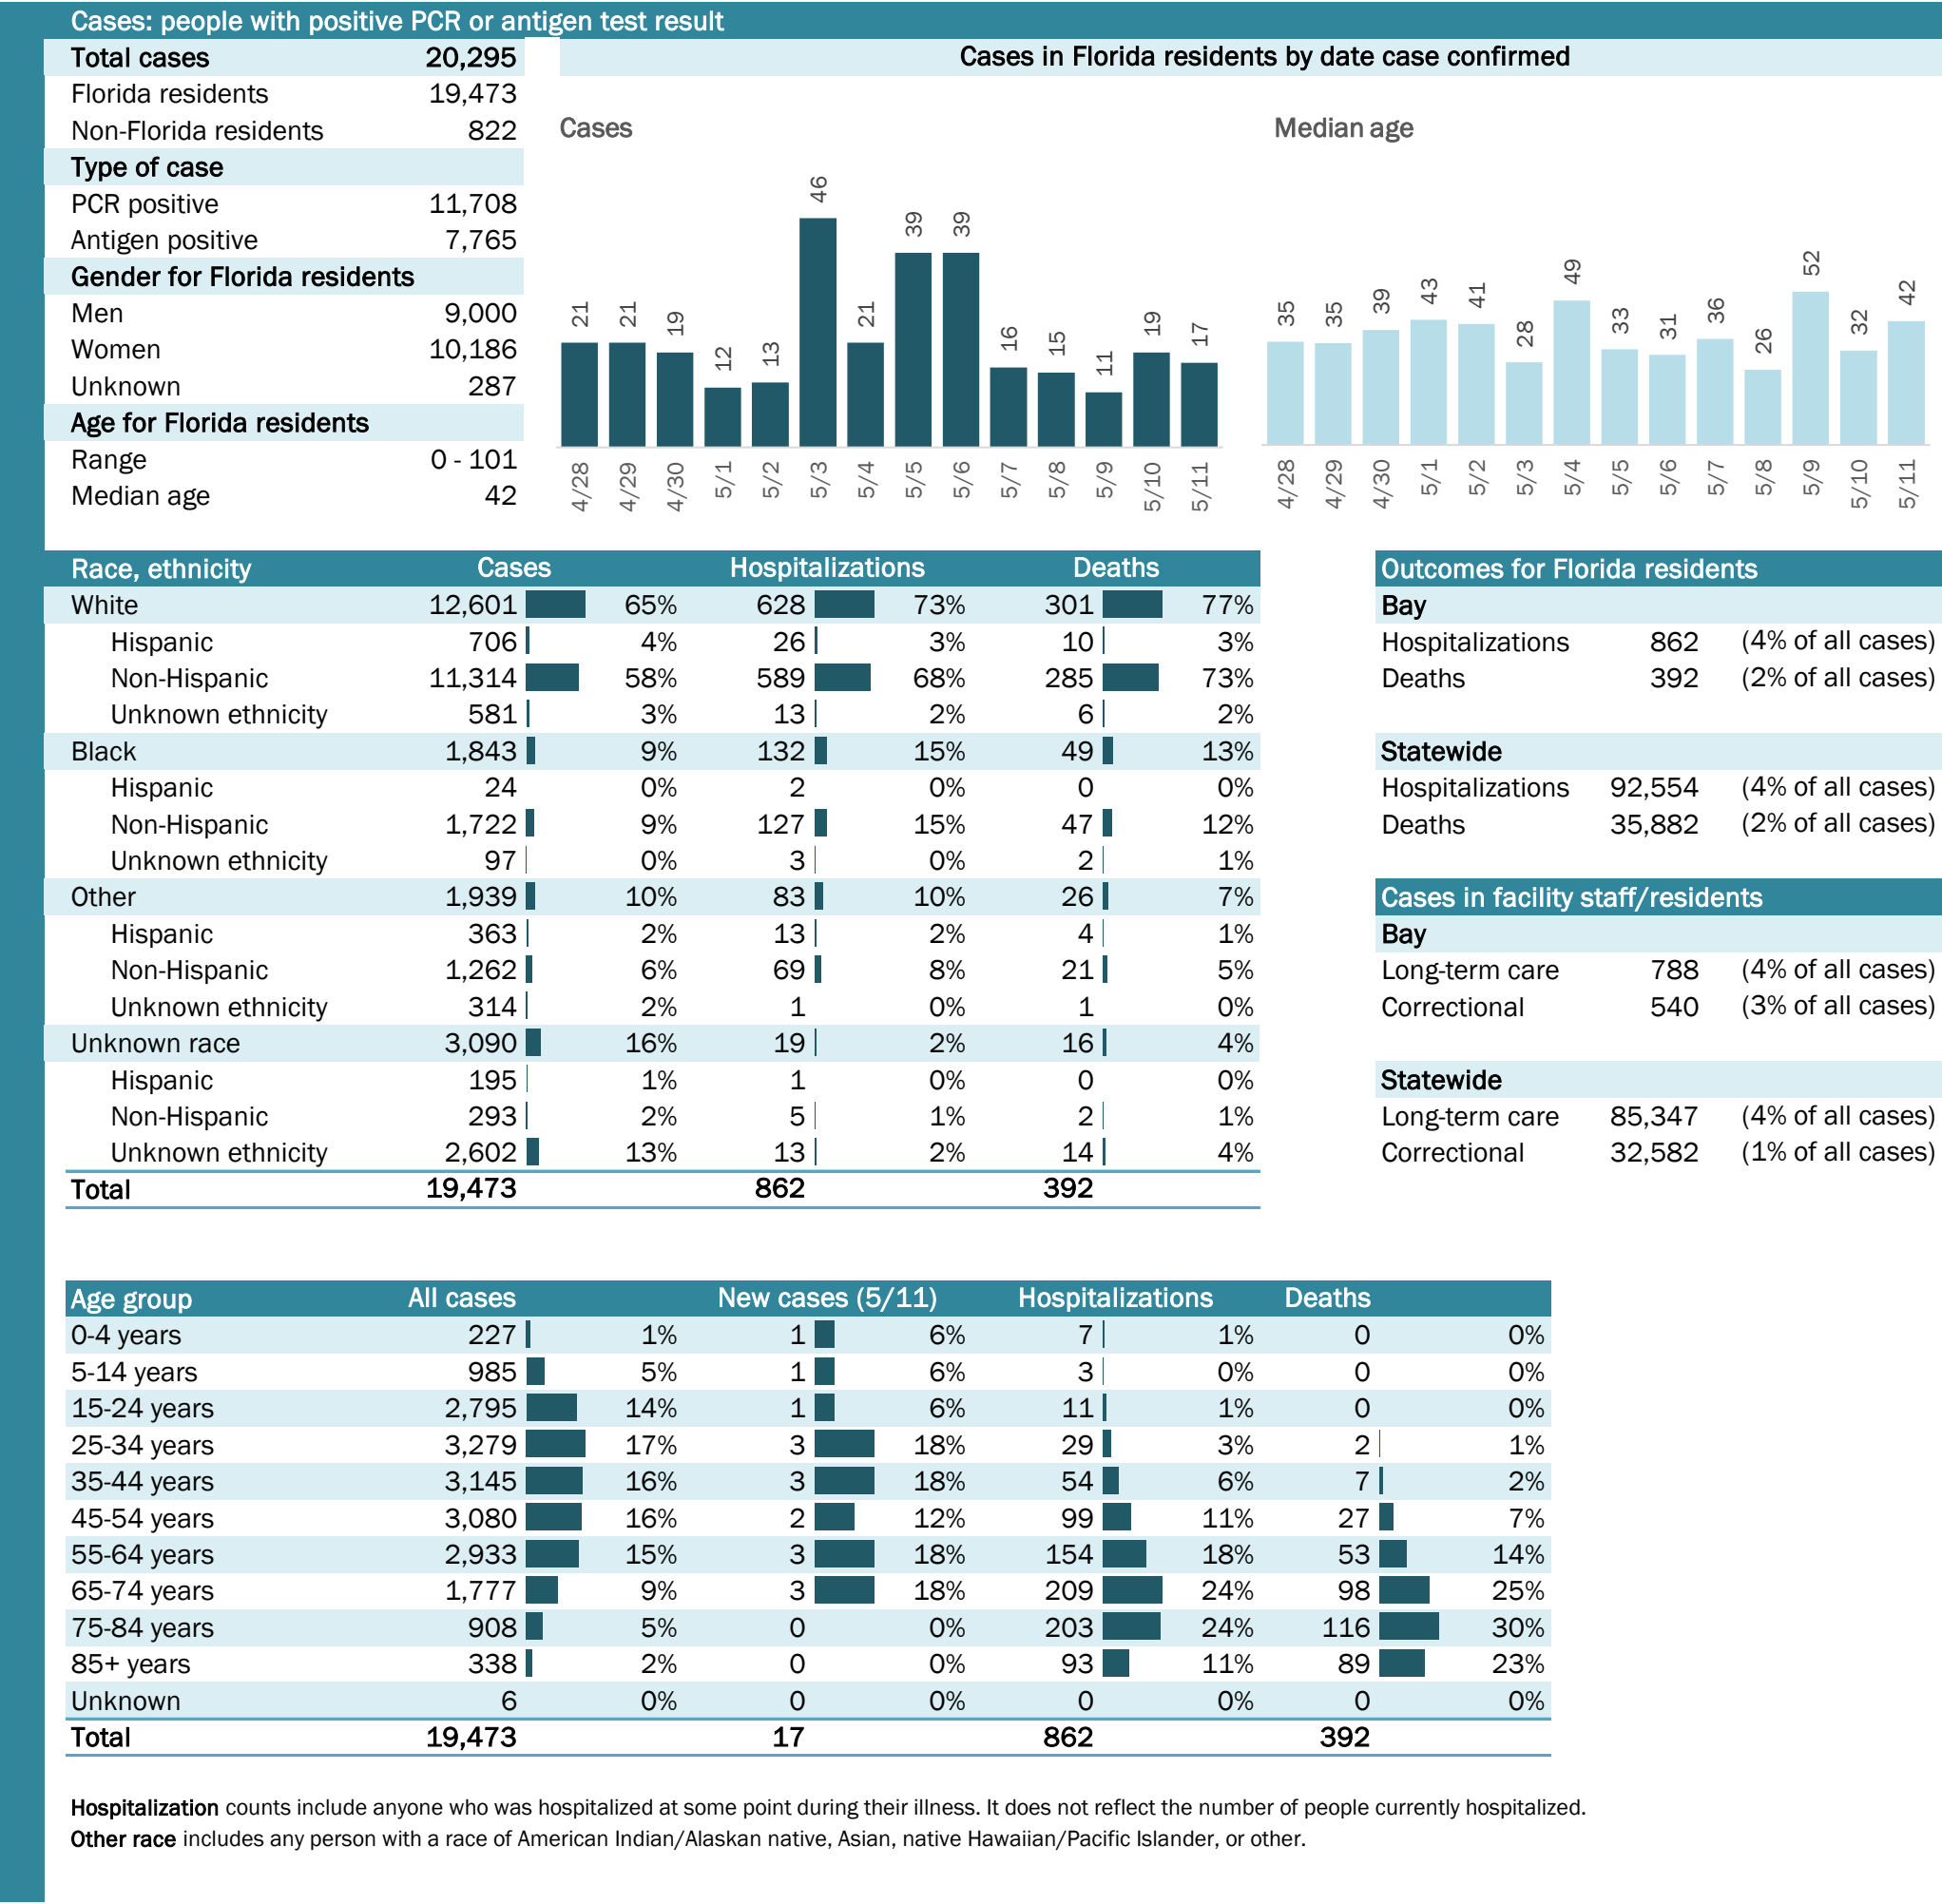 Cases: people with positive PCR or antigen test result
Total cases 20,295
Florida residents 19,473
Non-Florida residents 822
Type of case
PCR positive 11,708
Antigen positive 7,765
Gender for Florida residents
Men 9,000
Women 10,186
Unknown 287
Age for Florida residents
Range 0 - 101
Median age 42
Cases in Florida residents by date case confirmed
Cases
21 21 19 12 13 46 21 39 39 16 15 11 19 17
4/28 4/29 4/30 5/1 5/2 5/3 5/4 5/5 5/6 5/7 5/8 5/9 5/10 5/11
Median age
35 35 39 43 41 28 49 33 31 36 26 52 32 42
4/28 4/29 4/30 5/1 5/2 5/3 5/4 5/5 5/6 5/7 5/8 5/9 5/10 5/11
Race, ethnicity Cases Hospitalizations Deaths
White 12,601 65% 628 73% 301 77%
Hispanic 706 4% 26 3% 10 3%
Non-Hispanic 11,314 58% 589 68% 285 73%
Unknown ethnicity 581 3% 13 2% 6 2%
Black 1,843 9% 132 15% 49 13%
Hispanic 24 0% 2 0% 0 0%
Non-Hispanic 1,722 9% 127 15% 47 12%
Unknown ethnicity 97 0% 3 0% 2 1%
Other 1,939 10% 83 10% 26 7%
Hispanic 363 2% 13 2% 4 1%
Non-Hispanic 1,262 6% 69 8% 21 5%
Unknown ethnicity 314 2% 1 0% 1 0%
Unknown race 3,090 16% 19 2% 16 4%
Hispanic 195 1% 1 0% 0 0%
Non-Hispanic 293 2% 5 1% 2 1%
Unknown ethnicity 2,602 13% 13 2% 14 4%
Total 19,473 862 392
Outcomes for Florida residents
Bay
Hospitalizations 862 (4% of all cases)
Deaths 392 (2% of all cases)
Statewide
Hospitalizations 92,554 (4% of all cases)
Deaths 35,882 (2% of all cases)
Cases in facility staff/residents
Bay
Long-term care 788 (4% of all cases)
Correctional 540 (3% of all cases)
Statewide
Long-term care 85,347 (4% of all cases)
Correctional 32,582 (1% of all cases)
Age group All cases New cases (5/11) Hospitalizations Deaths
0-4 years 227 1% 1 6% 7 1% 0 0%
5-14 years 985 5% 1 6% 3 0% 0 0%
15-24 years 2,795 14% 1 6% 11 1% 0 0%
25-34 years 3,279 17% 3 18% 29 3% 2 1%
35-44 years 3,145 16% 3 18% 54 6% 7 2%
45-54 years 3,080 16% 2 12% 99 11% 27 7%
55-64 years 2,933 15% 3 18% 154 18% 53 14%
65-74 years 1,777 9% 3 18% 209 24% 98 25%
75-84 years 908 5% 0 0% 203 24% 116 30%
85+ years 338 2% 0 0% 93 11% 89 23%
Unknown 6 0% 0 0% 0 0% 0 0%
Total 19,473 17 862 392
Hospitalization counts include anyone who was hospitalized at some point during their illness. It does not reflect the number of people currently hospitalized.
Other race includes any person with a race of American Indian/Alaskan native, Asian, native Hawaiian/Pacific Islander, or other.